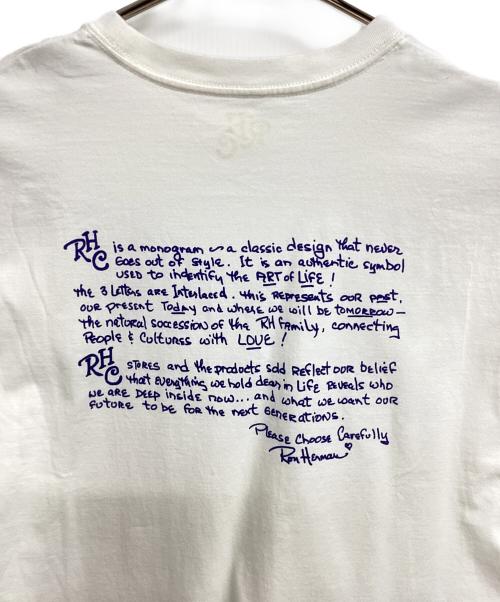 RHC is a monogram ~ a classic design that never
goes out of style. It is an authentic symbol
used to indentify the ART of LIFE !
the 3 Letters are Interlaced. this represents our past,
our present Today and where we will be tomorrow—
the natural succession of the RH family, connecting
People & Cultures with LOVE !
RHC stores and the products sold reflect our belief
that everything we hold dear in Life reveals who
we are deep inside now... and what we want our
future to be for the next generations.
Please Choose Carefully
Ron Herman